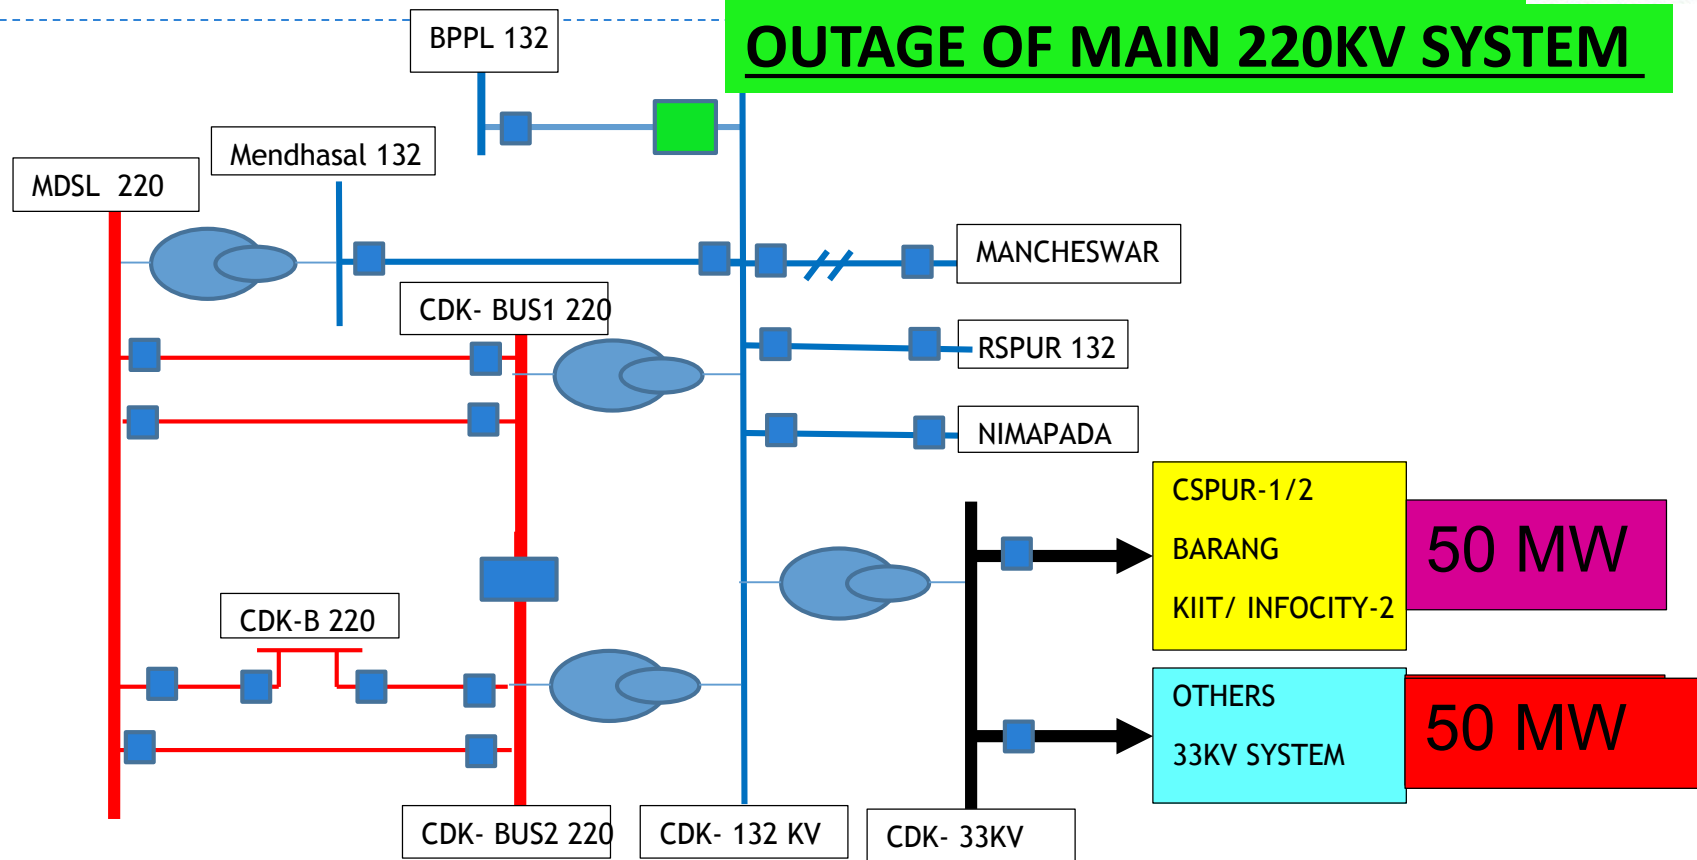 OUTAGE OF MAIN 220KV SYSTEM
BPPL 132
Mendhasal 132
MDSL 220
MANCHESWAR
CDK- BUS1 220
RSPUR 132
NIMAPADA
CSPUR-1/2
BARANG
KIIT/ INFOCITY-2
50 MW
CDK-B 220
OTHERS
33KV SYSTEM
50 MW
CDK- BUS2 220
CDK- 132 KV
CDK- 33KV